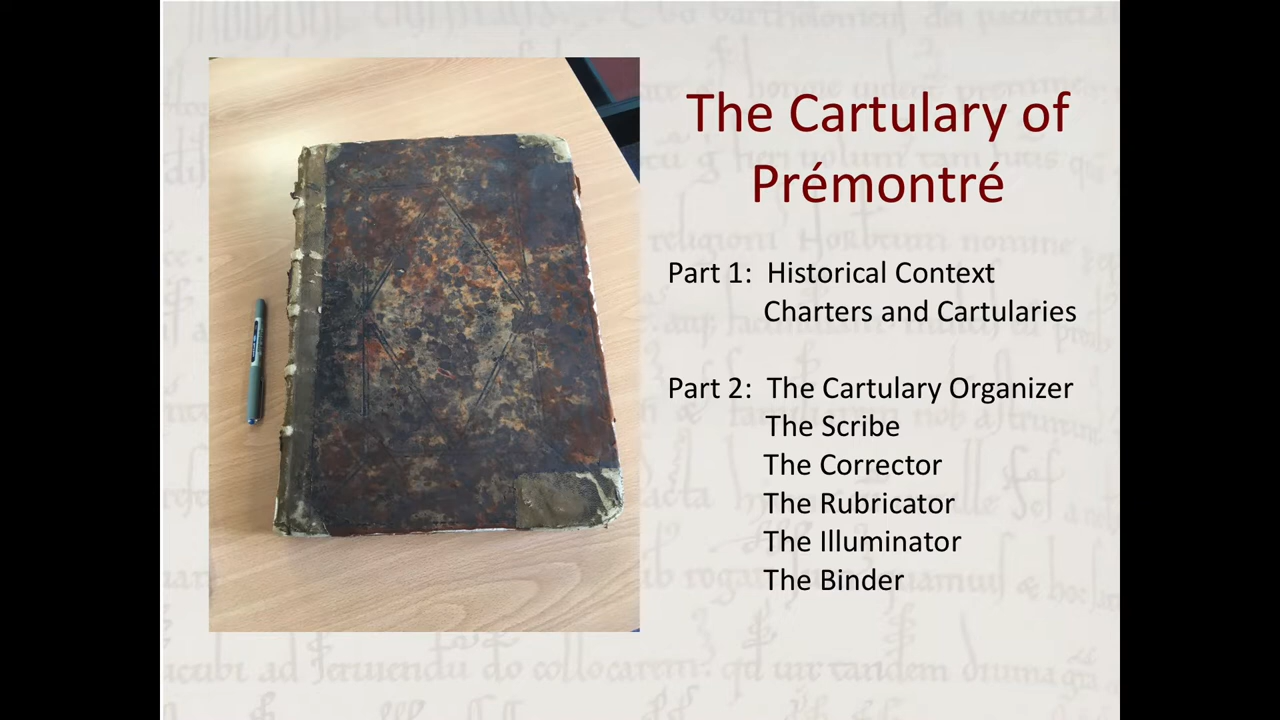 The Cartulary of
Prémontré
Part 1: Historical Context
Charters and Cartularies
Part 2: The Cartulary Organizer
The Scribe
The Corrector
The Rubricator
The Illuminator
The Binder